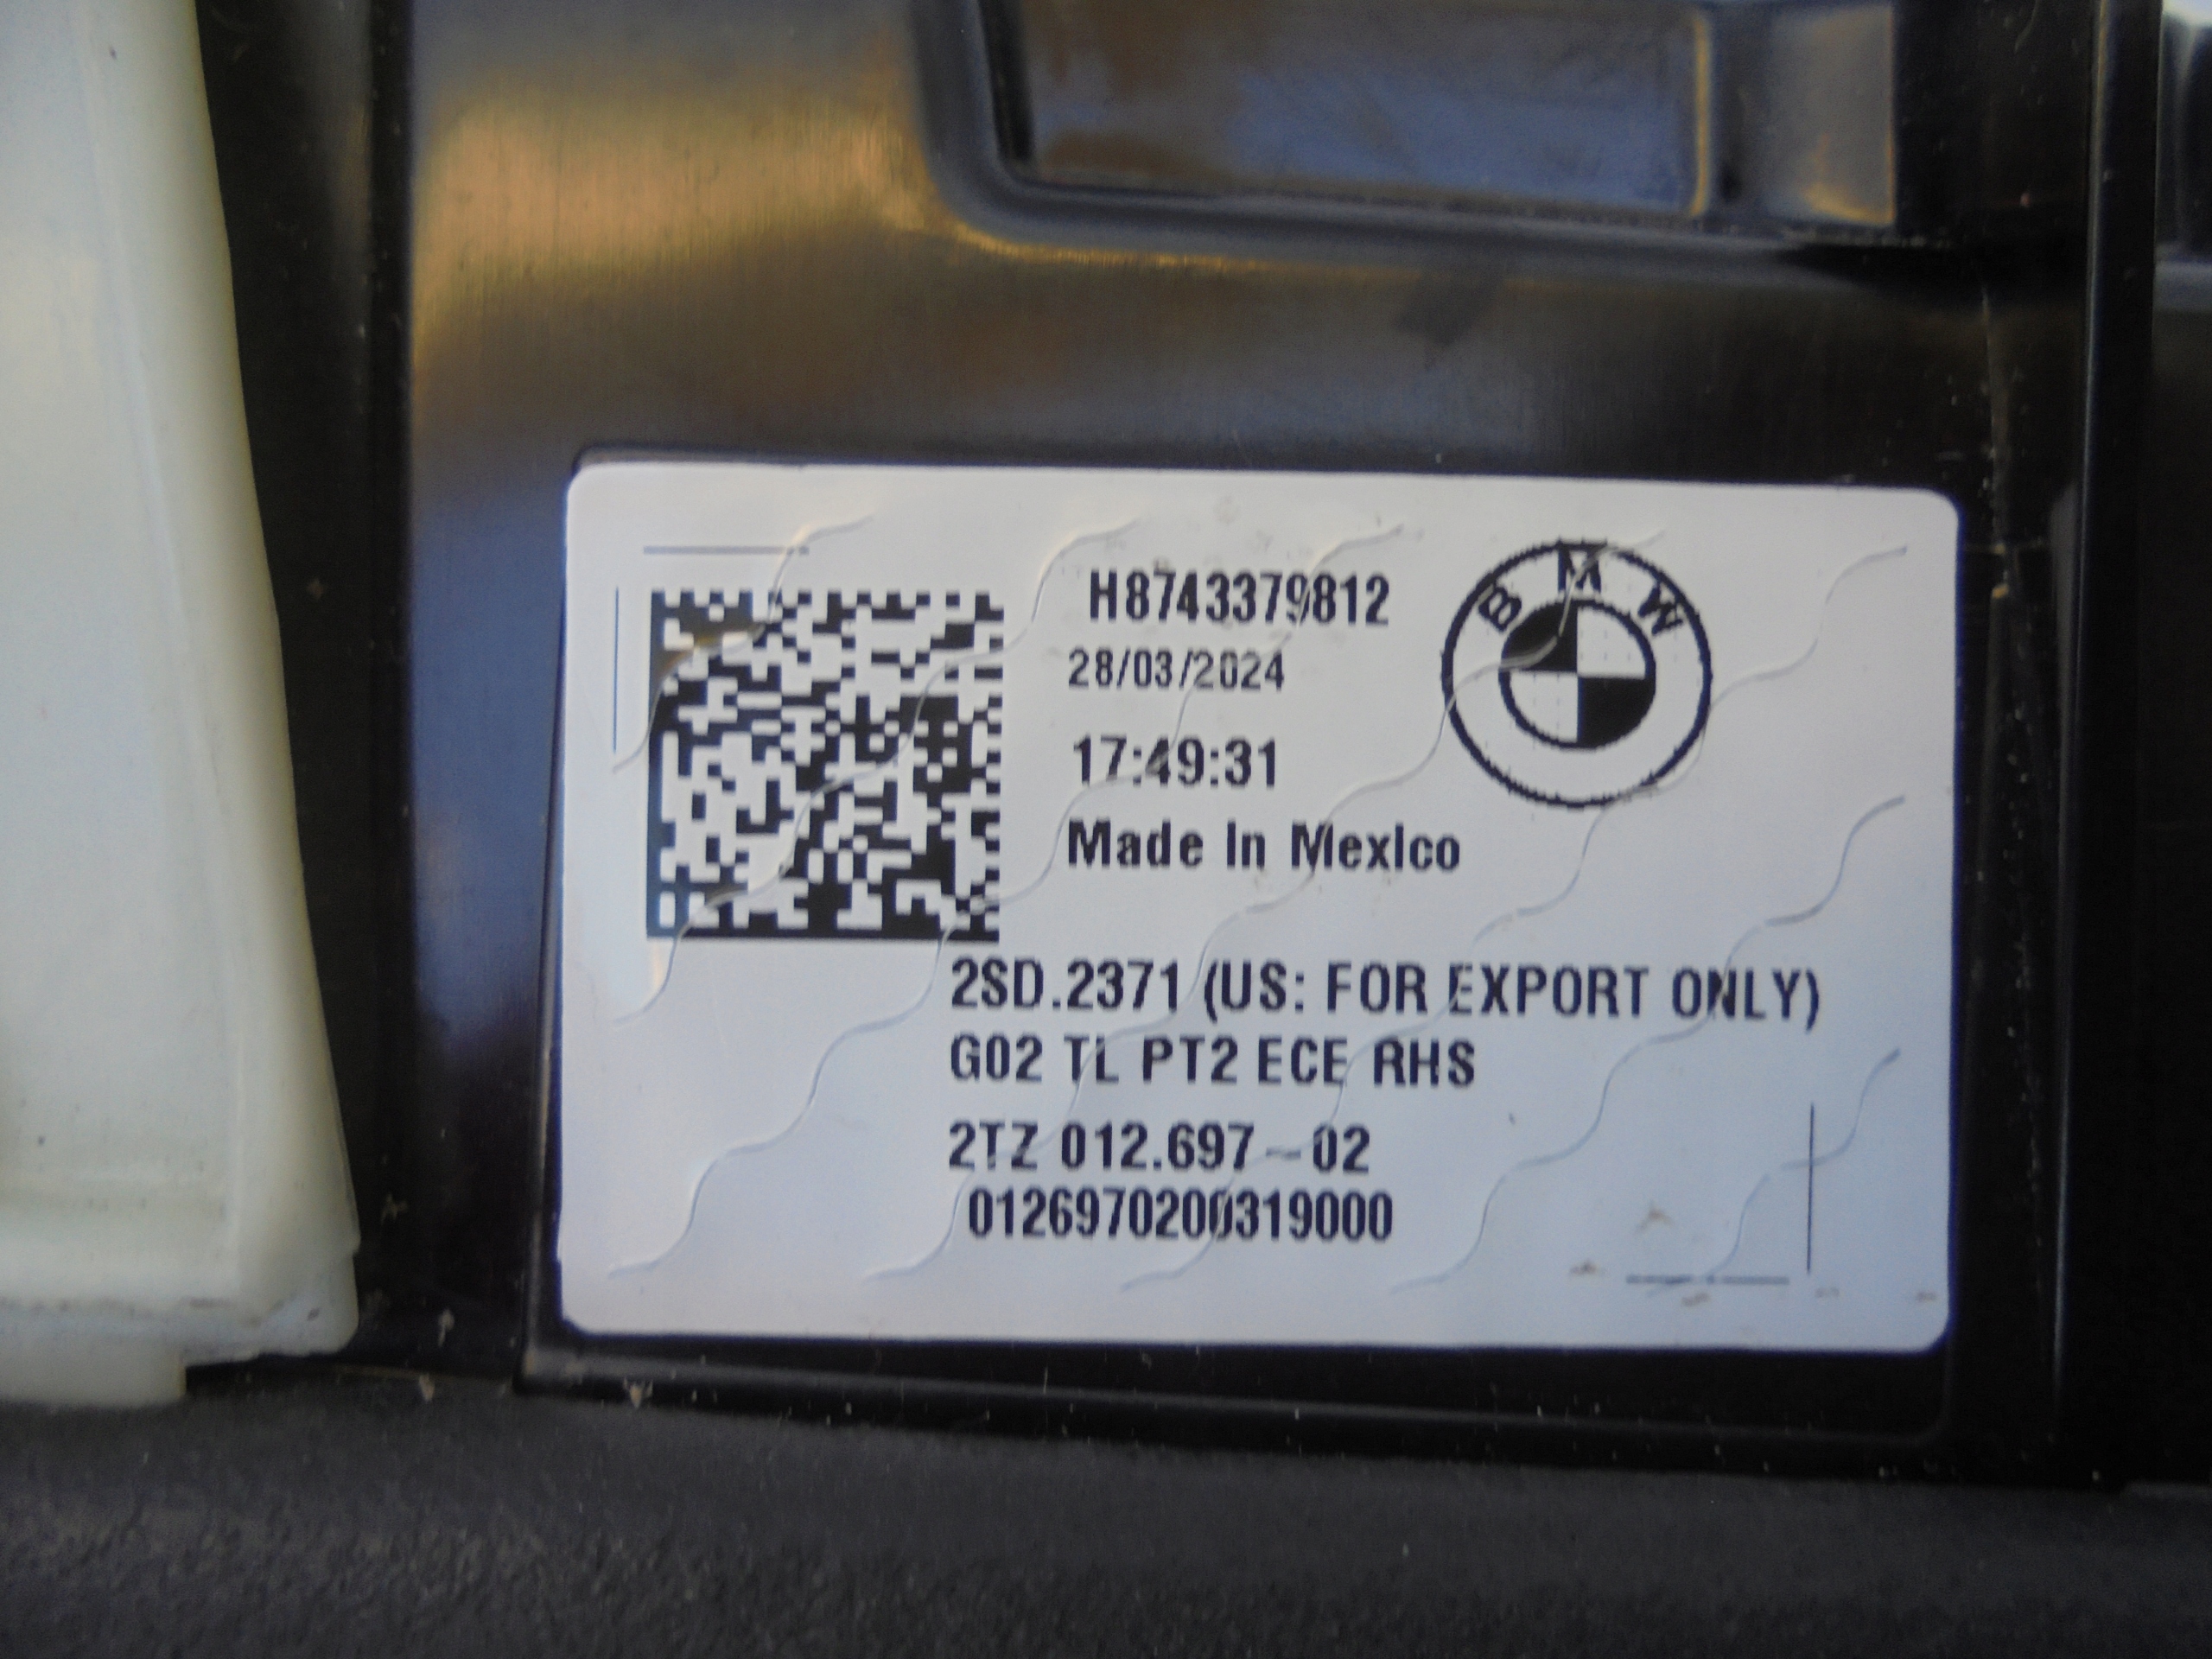 H8743379812
BMW
28/03/2024
17:49:31
Made in Mexico
2SD.2371 (US: FOR EXPORT ONLY)
G02 TL PT2 ECE RHS
2TZ 012.697-02
0126970200319000